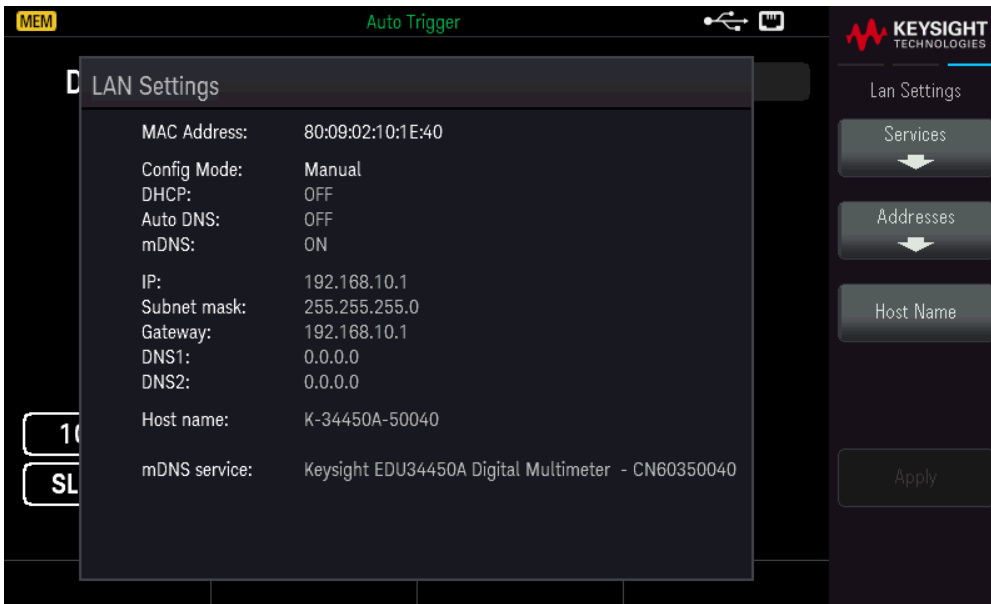 MEM
Auto Trigger
KEYSIGHT
TECHNOLOGIES
D
LAN Settings
MAC Address: 80:09:02:10:1E:40
Config Mode: Manual
DHCP: OFF
Auto DNS: OFF
mDNS: ON
IP: 192.168.10.1
Subnet mask: 255.255.255.0
Gateway: 192.168.10.1
DNS1: 0.0.0.0
DNS2: 0.0.0.0
Host name: K-34450A-50040
mDNS service: Keysight EDU34450A Digital Multimeter - CN60350040
10
SL
Lan Settings
Services
Addresses
Host Name
Apply